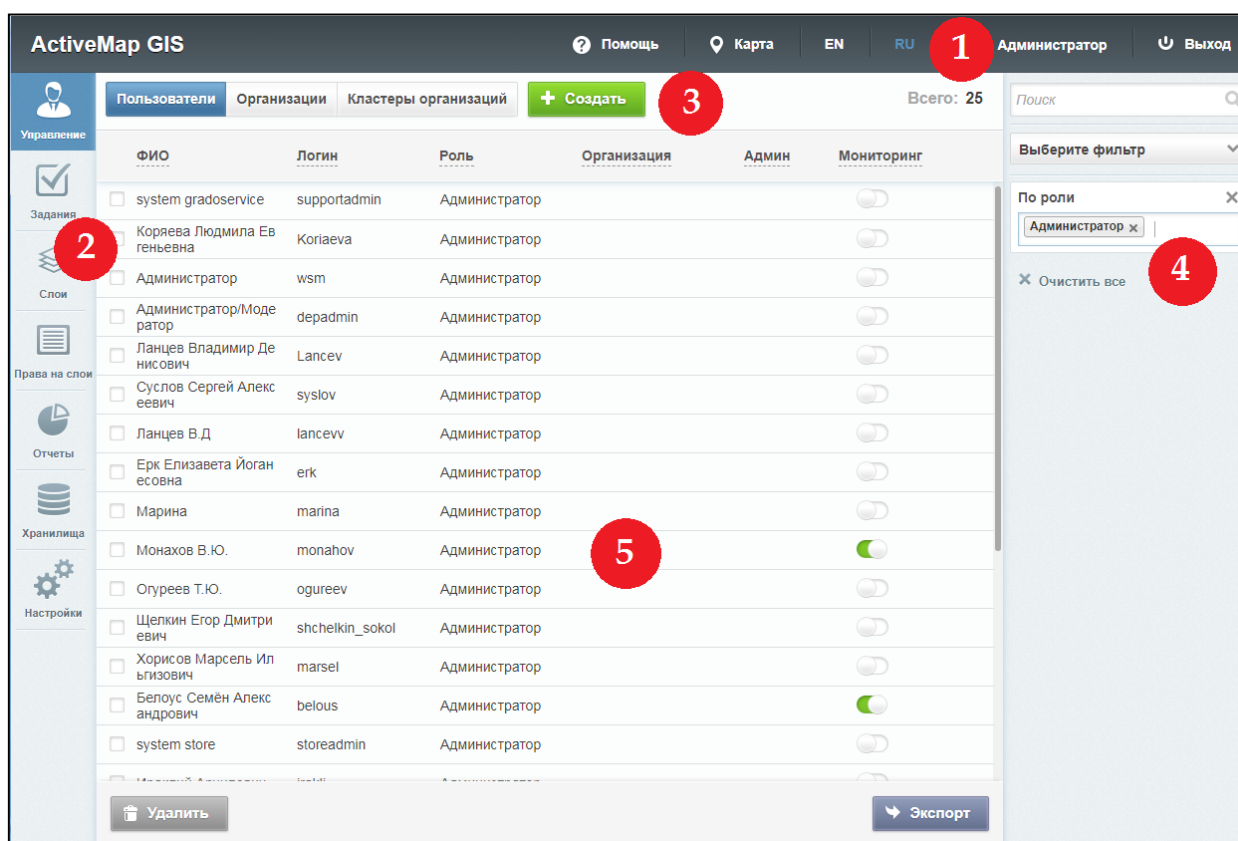 ActiveMap GIS
Помощь
Карта
EN
RU
1
Администратор
Выход
Управление
Задания
2
Слои
Права на слои
Отчеты
Хранилища
Настройки
Пользователи
Организации
Кластеры организаций
+ Создать
3
Всего: 25
ФИО Логин Роль Организация Админ Мониторинг
system gradoservice supportadmin Администратор
Коряева Людмила Ев
геньевна Koriaeva Администратор
Администратор wsm Администратор
Администратор/Моде
ратор depadmin Администратор
Ланцев Владимир Де
нисович Lancev Администратор
Суслов Сергей Алекс
еевич syslov Администратор
Ланцев В.Д lancevv Администратор
Ерк Елизавета Йоган
есовна erk Администратор
Марина marina Администратор
Монахов В.Ю. monahov Администратор
5
Огуреев Т.Ю. ogureev Администратор
Щелкин Егор Дмитри
евич shchelkin_sokol Администратор
Хорисов Марсель Ил
ьгизович marsel Администратор
Белоус Семён Алекс
андрович belous Администратор
system store storeadmin Администратор
Удалить
Экспорт
Поиск
Выберите фильтр
По роли
Администратор x
4
Очистить все